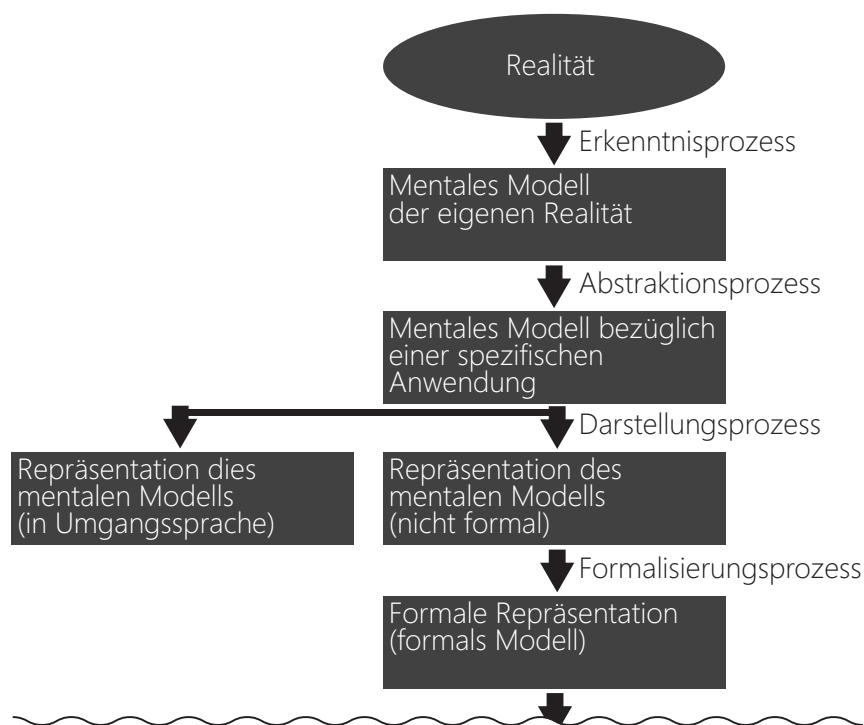 Realität
Erkenntnisprozess
Mentales Modell
der eigenen Realität
Abstraktionsprozess
Mentales Modell bezüglich
einer spezifischen
Anwendung
Darstellungsprozess
Repräsentation dies
mentalen Modells
(in Umgangssprache)
Repräsentation des
mentalen Modells
(nicht formal)
Formalisierungsprozess
Formale Repräsentation
(formals Modell)